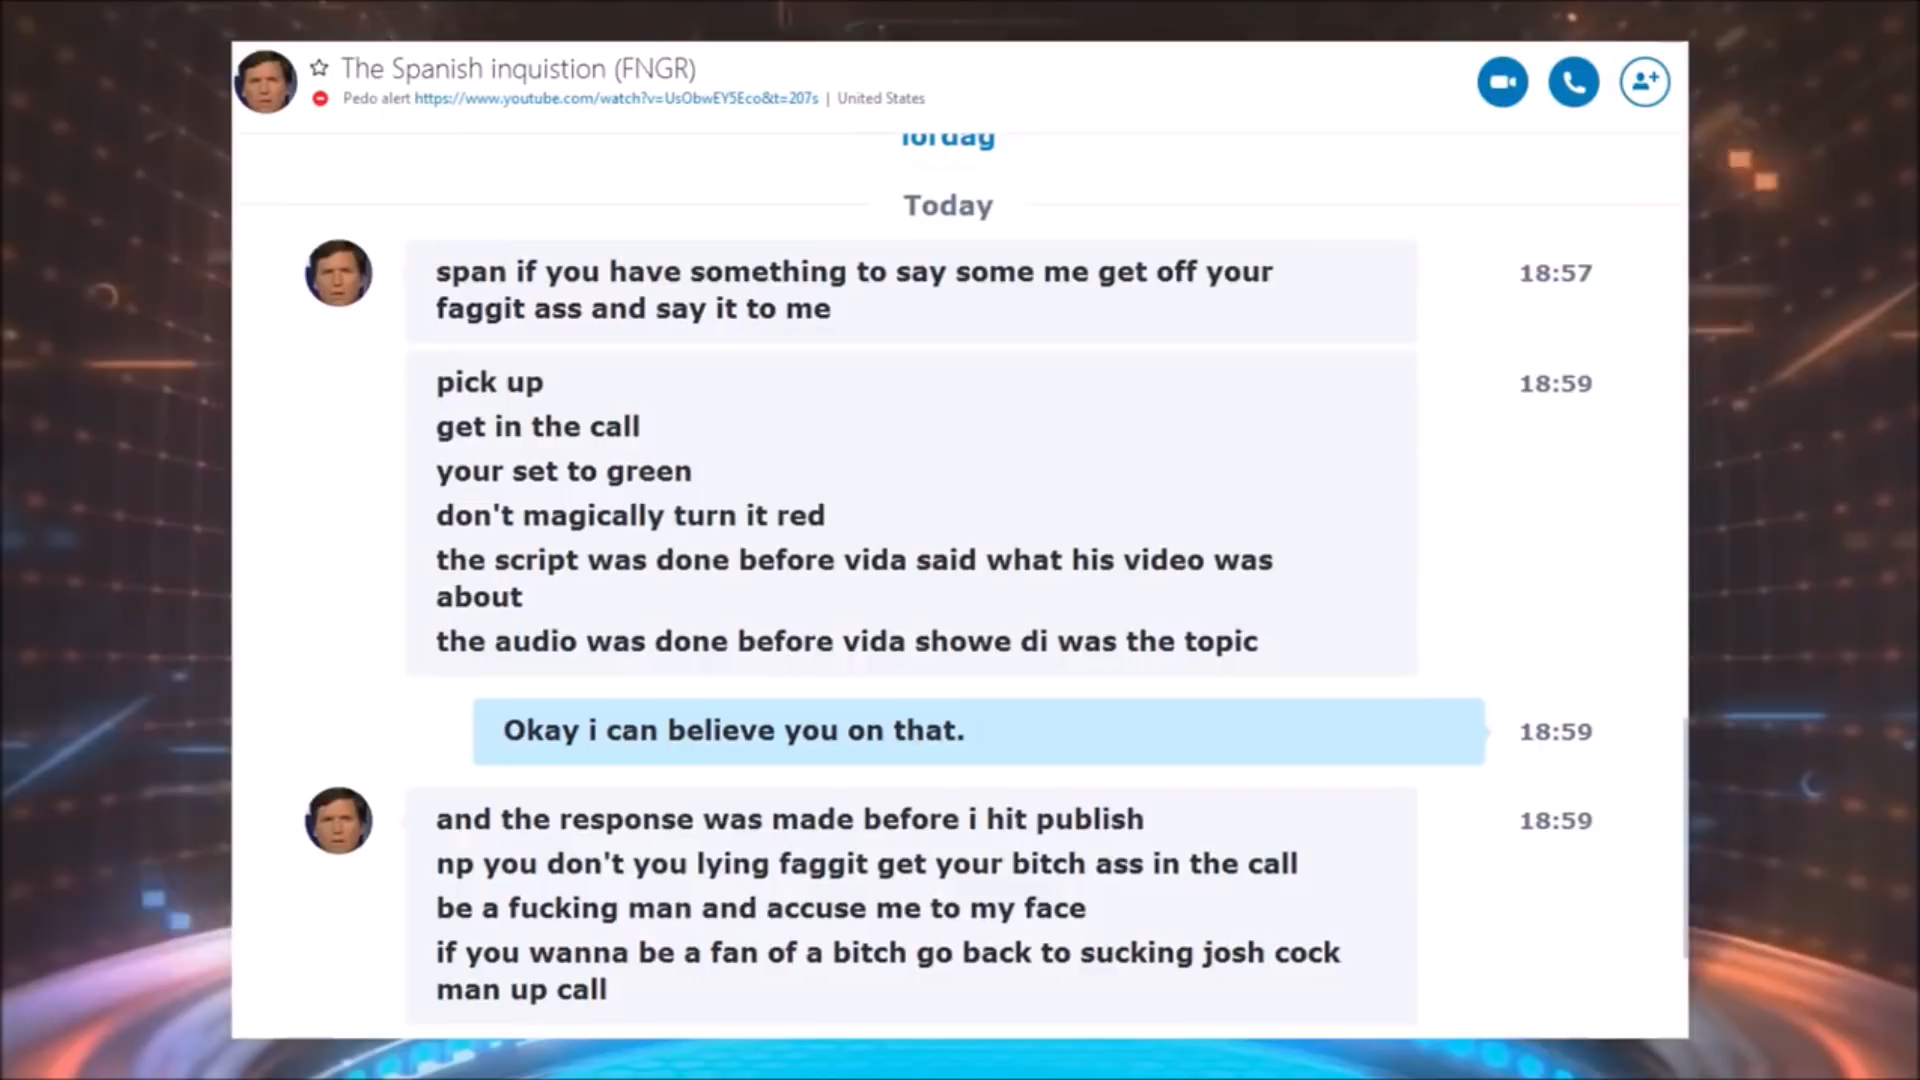 The Spanish inquistion (FNGR)
Pedo alert https://www.youtube.com/watch?v=UsObwEY5Eco&t=207s | United States
lordag
Today
span if you have something to say some me get off your 18:57
faggit ass and say it to me
pick up 18:59
get in the call
your set to green
don't magically turn it red
the script was done before vida said what his video was
about
the audio was done before vida showe di was the topic
Okay i can believe you on that. 18:59
and the response was made before i hit publish 18:59
np you don't you lying faggit get your bitch ass in the call
be a fucking man and accuse me to my face
if you wanna be a fan of a bitch go back to sucking josh cock
man up call